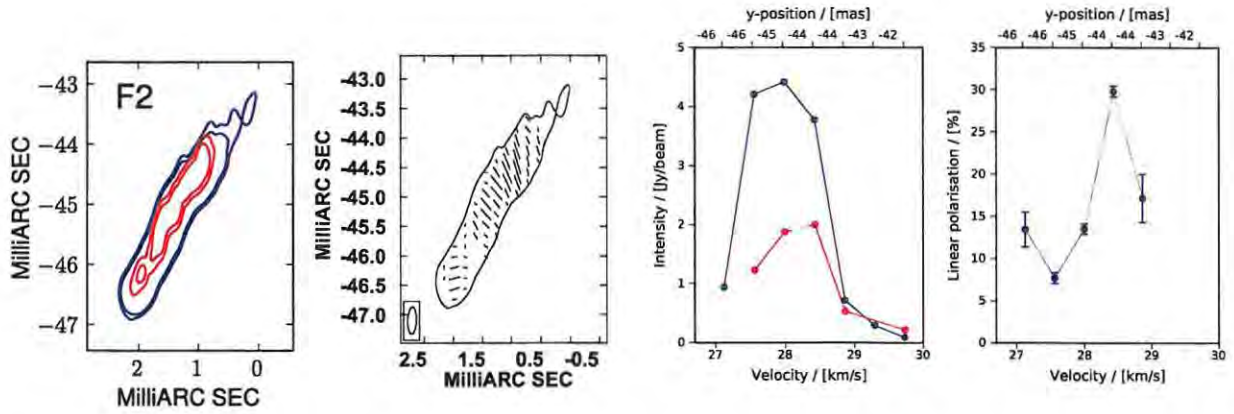 F2
−43
−44
−45
−46
−47
MilliARC SEC
2 1 0
MilliARC SEC
-43.0
-43.5
-44.0
-44.5
-45.0
-45.5
-46.0
-46.5
-47.0
MilliARC SEC
2.5 1.5 0.5 -0.5
MilliARC SEC
y-position / [mas]
-46 -46 -45 -44 -44 -43 -42
5
4
3
2
1
0
Intensity / [Jy/beam]
27 28 29 30
Velocity / [km/s]
y-position / [mas]
-46 -46 -45 -44 -44 -43 -42
35
30
25
20
15
10
5
0
Linear polarisation / [%]
27 28 29 30
Velocity / [km/s]